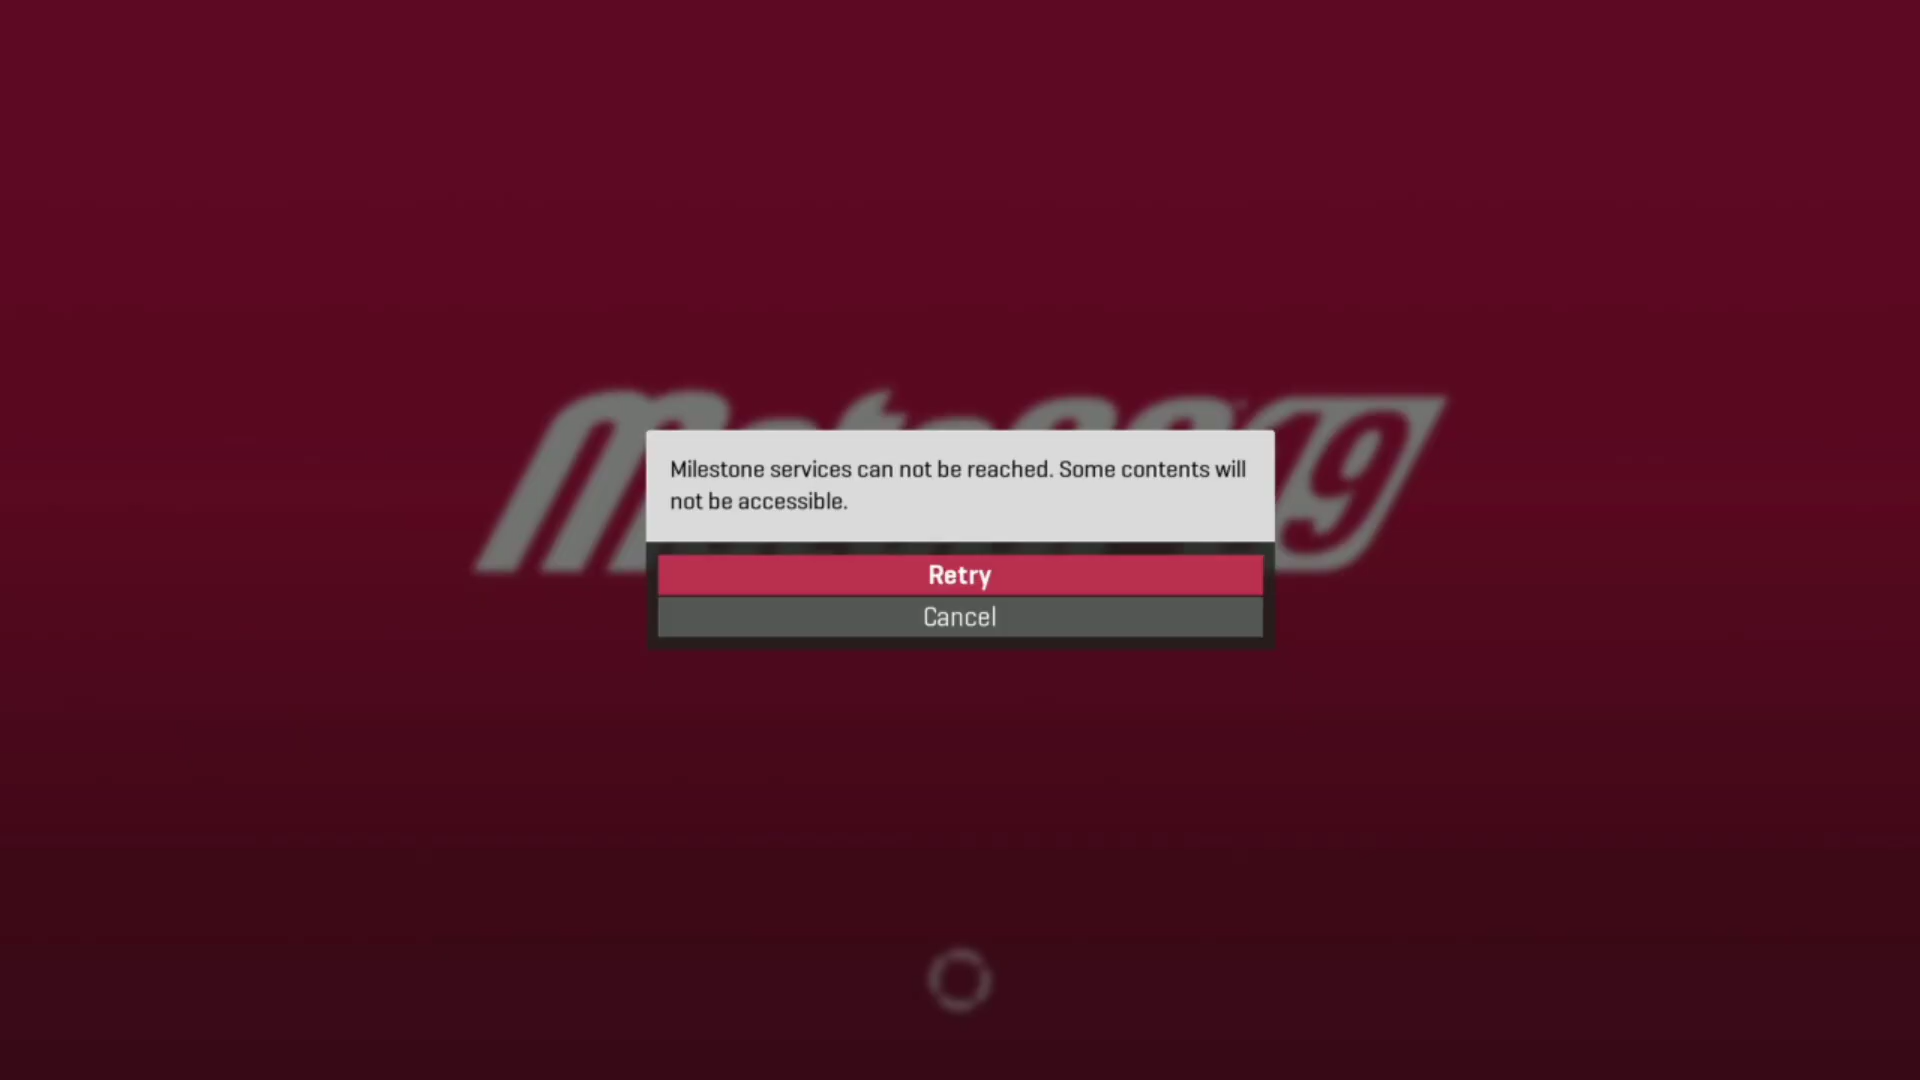 Milestone services can not be reached. Some contents will
not be accessible.
Retry
Cancel